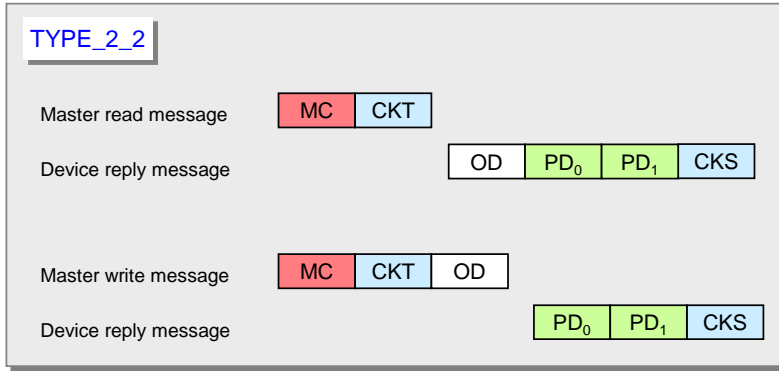 TYPE_2_2
Master read message MC CKT
Device reply message OD PD₀ PD₁ CKS
Master write message MC CKT OD
Device reply message PD₀ PD₁ CKS